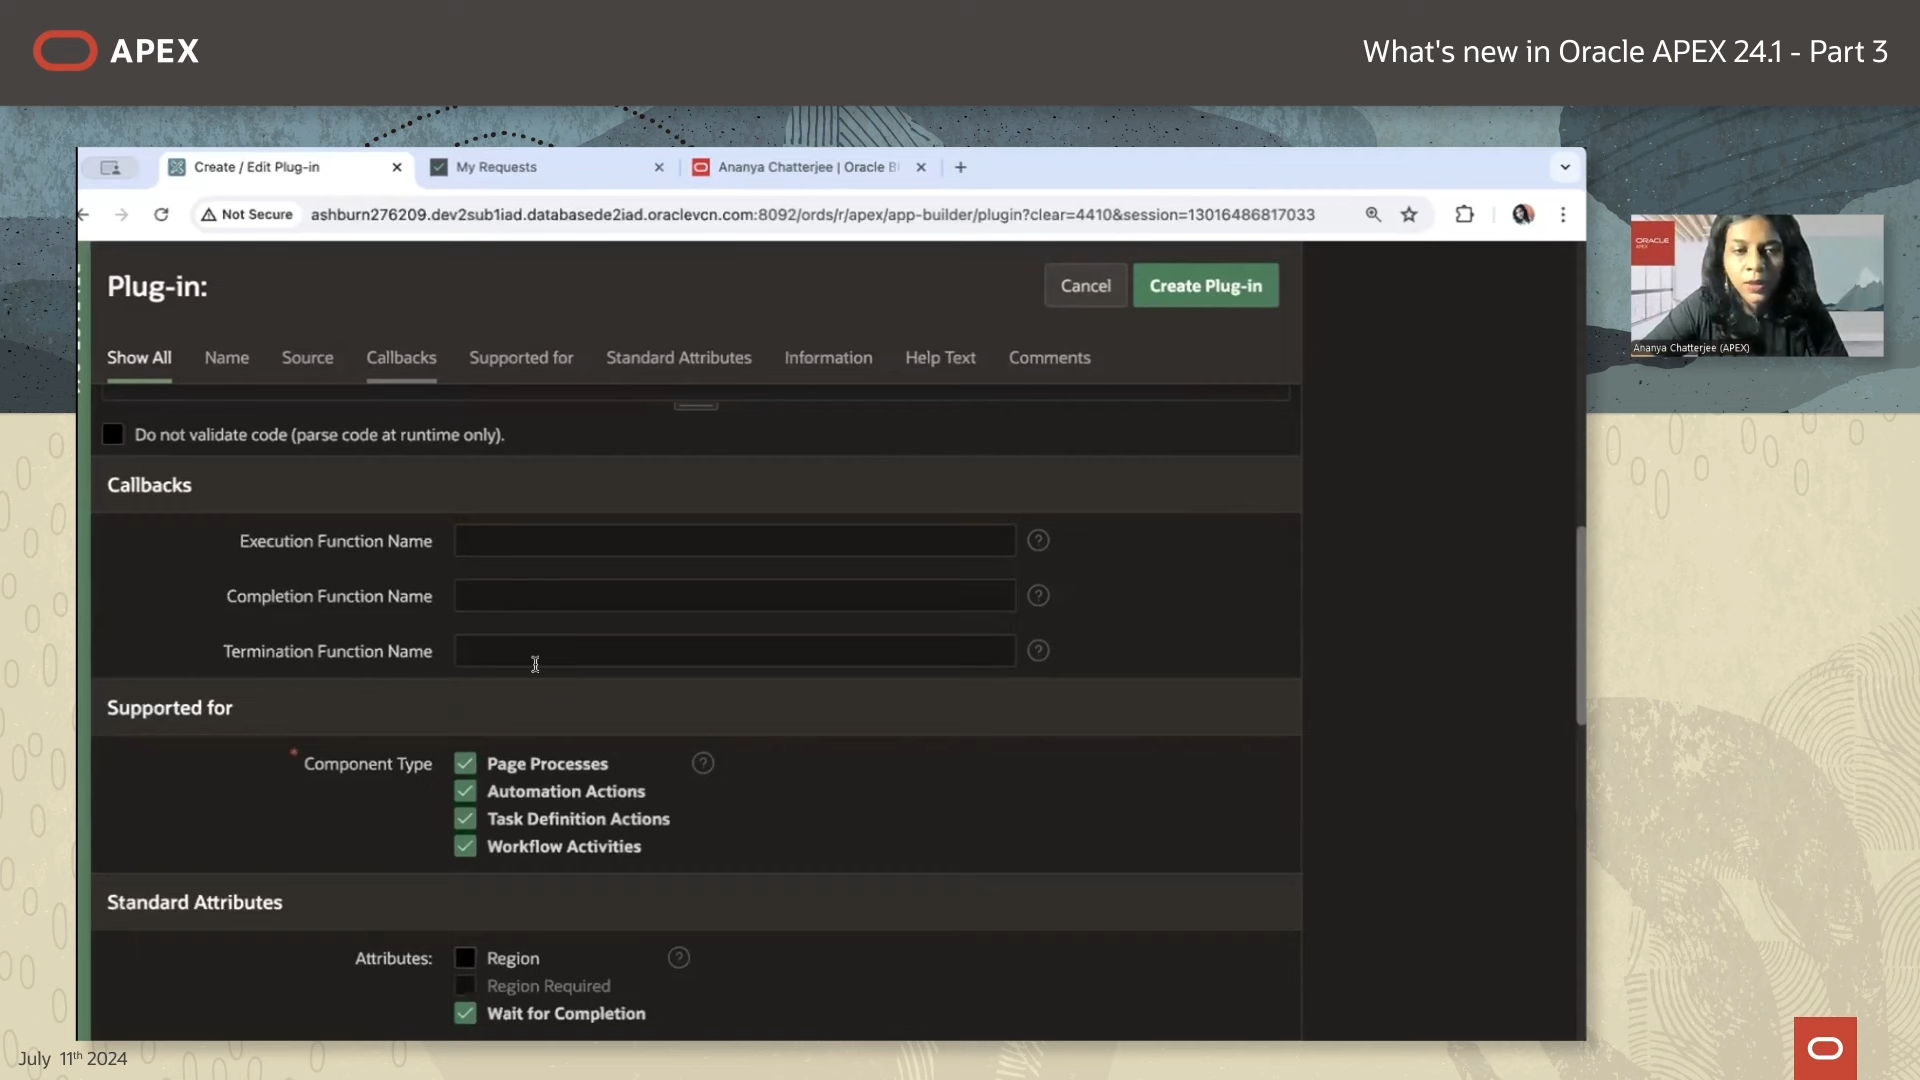 APEX
What's new in Oracle APEX 24.1 - Part 3
Create / Edit Plug-in
My Requests
Ananya Chatterjee | Oracle B
Not Secure
ashburn276209.dev2sub1iad.databasede2iad.oraclevcn.com:8092/ords/r/apex/app-builder/plugin?clear=4410&session=13016486817033
Plug-in:
Cancel
Create Plug-in
Show All
Name
Source
Callbacks
Supported for
Standard Attributes
Information
Help Text
Comments
ORACLE
APEX
Ananya Chatterjee (APEX)
Do not validate code (parse code at runtime only).
Callbacks
Execution Function Name
Completion Function Name
Termination Function Name
Supported for
* Component Type
Page Processes
Automation Actions
Task Definition Actions
Workflow Activities
Standard Attributes
Attributes:
Region
Region Required
Wait for Completion
July 11th 2024